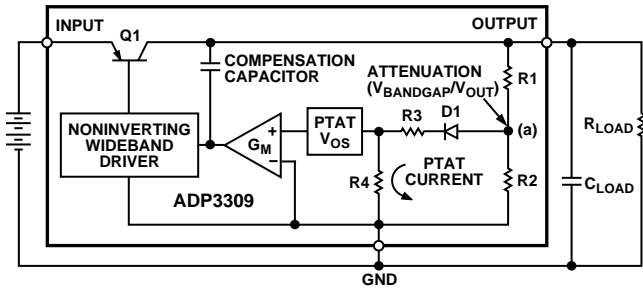 INPUT
Q1
OUTPUT
COMPENSATION
CAPACITOR
ATTENUATION
(VBANDGAP/VOUT)
R1
R3
D1
(a)
RLOAD
NONINVERTING
WIDEBAND
DRIVER
+
GM
−
PTAT
VOS
R4
PTAT
CURRENT
R2
CLOAD
ADP3309
GND